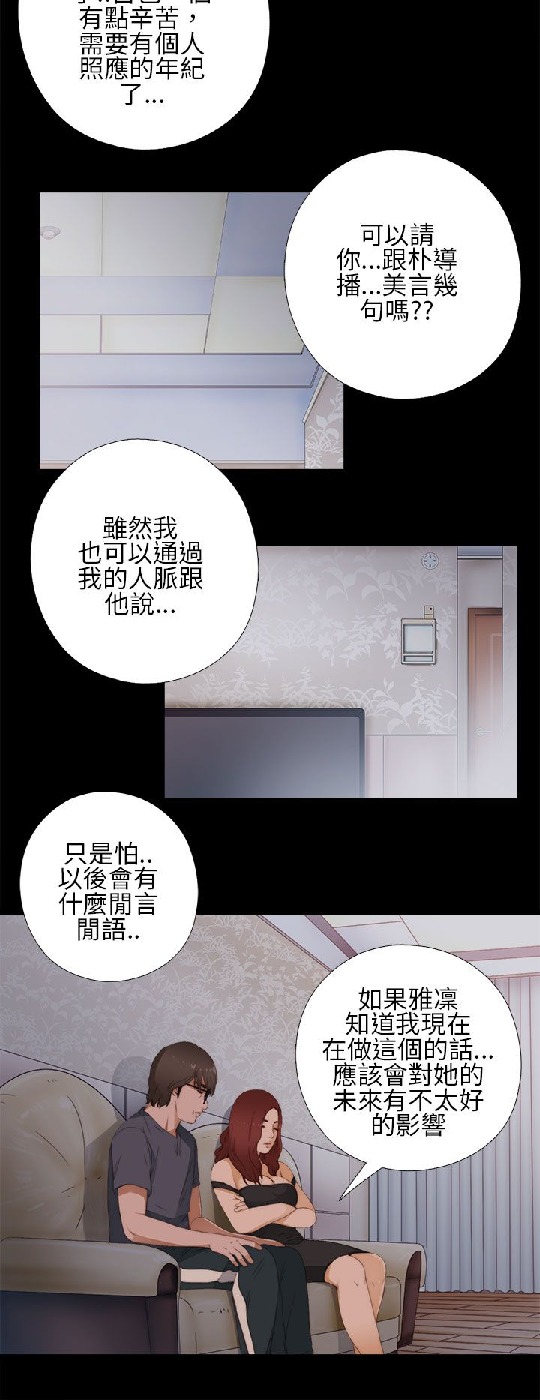 有點辛苦，
需要有個人
照應的年紀
了...
可以請
你...跟朴導
播...美言幾
句嗎??
雖然我
也可以通過
我的人脈跟
他說...
只是怕..
以後會有
什麼閒言
閒語..
如果雅凜
知道我現在
在做這個的話...
應該會對她的
未來有不太好
的影響